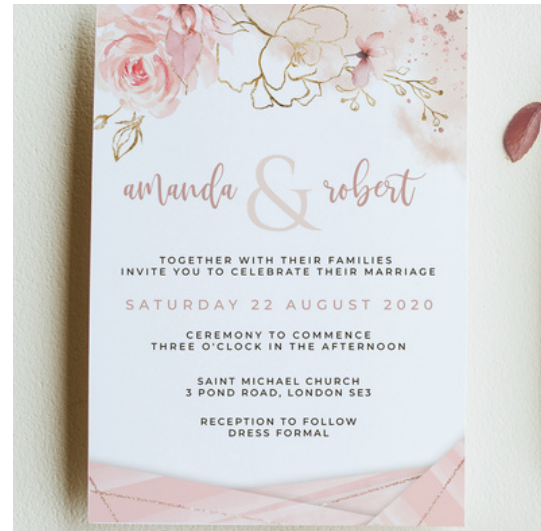 amanda & robert
TOGETHER WITH THEIR FAMILIES
INVITE YOU TO CELEBRATE THEIR MARRIAGE
SATURDAY 22 AUGUST 2020
CEREMONY TO COMMENCE
THREE O'CLOCK IN THE AFTERNOON
SAINT MICHAEL CHURCH
3 POND ROAD, LONDON SE3
RECEPTION TO FOLLOW
DRESS FORMAL